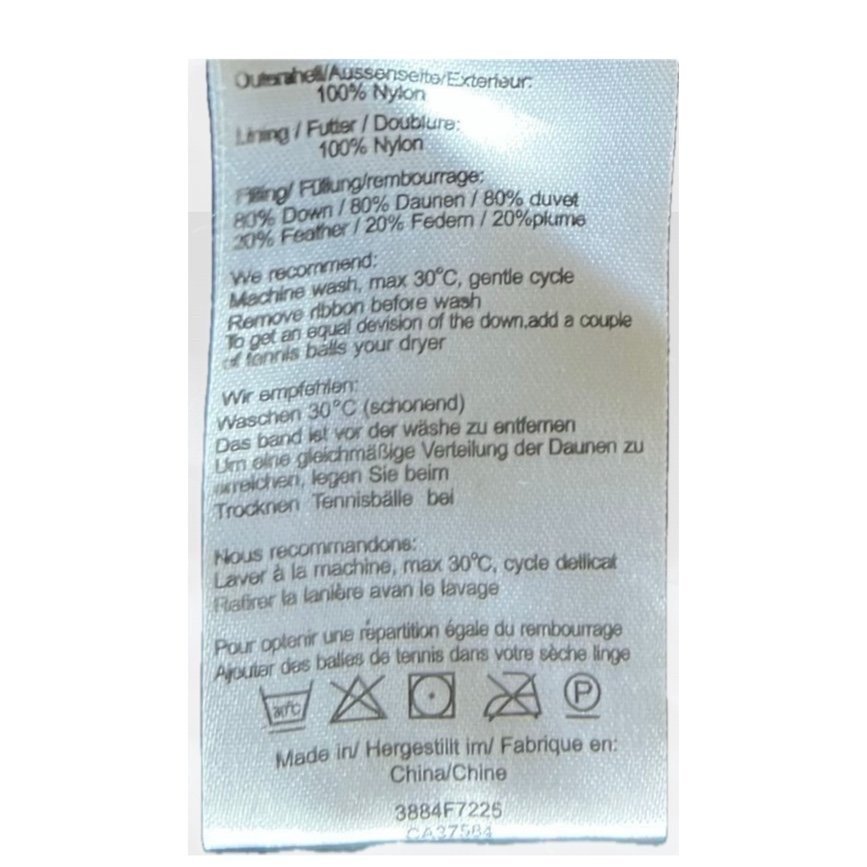 Outershell/Aussenseite/Exterieur:
100% Nylon
Lining / Futter / Doublure:
100% Nylon
Filling/ Füllung/rembourrage:
80% Down / 80% Daunen / 80% duvet
20% Feather / 20% Federn / 20%plume
We recommend:
Machine wash, max 30°C, gentle cycle
Remove ribbon before wash
To get an equal devision of the down,add a couple
of tennis balls your dryer
Wir empfehlen:
Waschen 30°C (schonend)
Das band ist vor der wäshe zu entfernen
Um eine gleichmäßige Verteilung der Daunen zu
erreichen, legen Sie beim
Trocknen Tennisbälle bei
Nous recommandons:
Laver à la machine, max 30°C, cycle dellicat
Retirer la lanière avan le lavage
Pour optenir une répartition égale du rembourrage
Ajouter des balles de tennis dans votre sèche linge
30°C P
Made in/ Hergestllt im/ Fabrique en:
China/Chine
3884F7225
CA37584